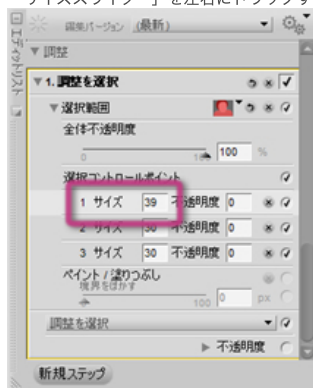 サイズスライダー」を左右にドラッグす
エディットリスト
編集バージョン (最新)
調整
1. 調整を選択
選択範囲
全体不透明度
0 100 %
選択コントロールポイント
1 サイズ 39 不透明度 0
2 サイズ 30 不透明度 0
3 サイズ 30 不透明度 0
ペイント / 塗りつぶし
境界をぼかす
100 0 px
調整を選択
不透明度
新規ステップ